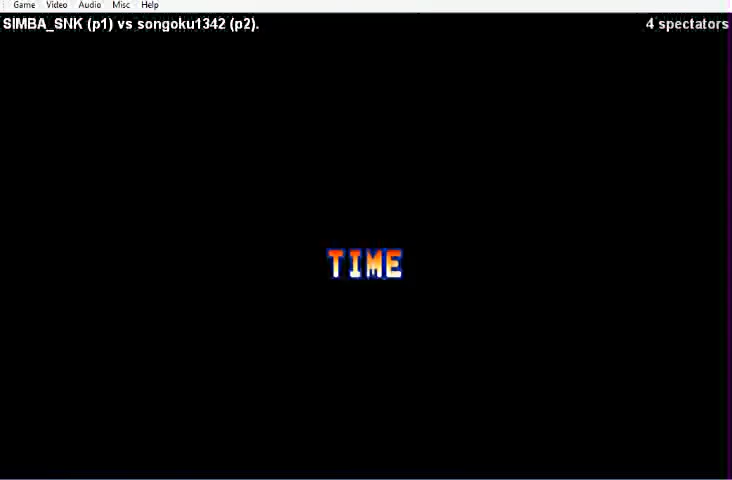 Game Video Audio Misc Help
SIMBA_SNK (p1) vs songoku1342 (p2). 4 spectators
TIME